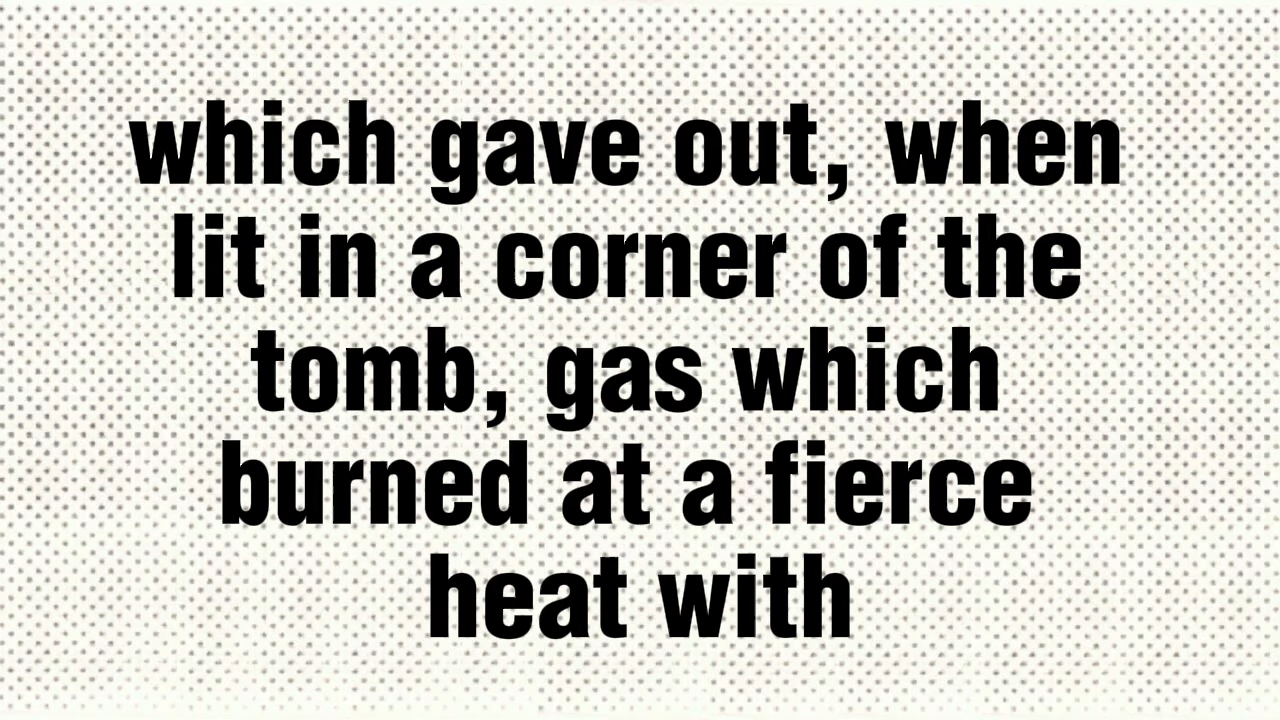 which gave out, when
lit in a corner of the
tomb, gas which
burned at a fierce
heat with